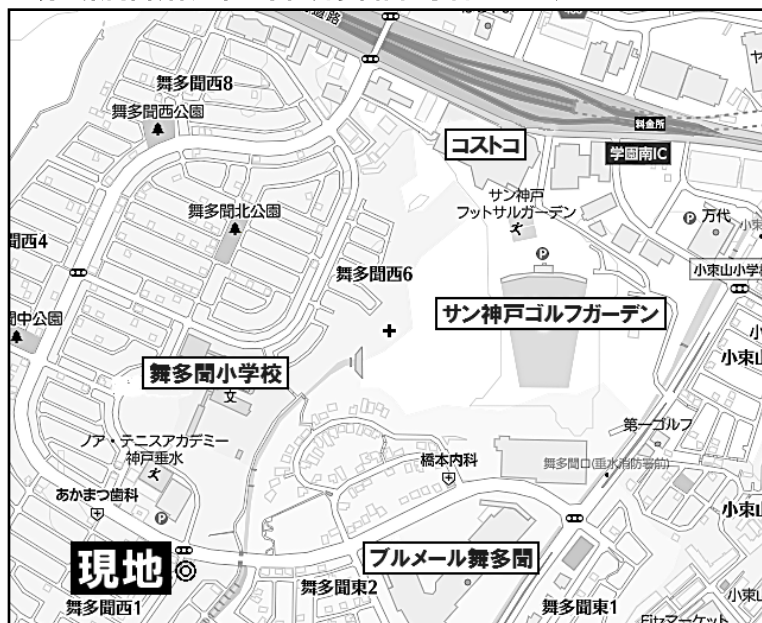 舞多聞西8
舞多聞西公園
コストコ
料金所
学園南IC
サン神戸
フットサルガーデン
万代
舞多聞北公園
聞西4
舞多聞西6
小束山小学校
サン神戸ゴルフガーデン
聞中公園
舞多聞小学校
文
小束山
第一ゴルフ
ノア・テニスアカデミー
神戸垂水
橋本内科
舞多聞口(垂水消防署前)
あかまつ歯科
小束山
ブルメール舞多聞
現地
舞多聞東2
舞多聞西1
舞多聞東1